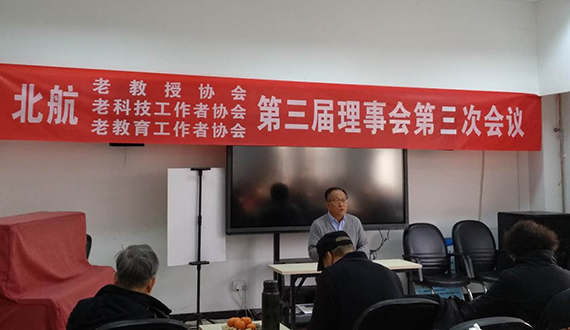 北航
老教授协会
老科技工作者协会
老教育工作者协会
第三届理事会第三次会议